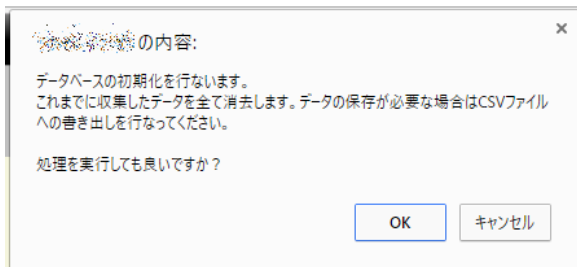 の内容:
データベースの初期化を行ないます。
これまでに収集したデータを全て消去します。データの保存が必要な場合はCSVファイル
への書き出しを行なってください。
処理を実行しても良いですか？
OK
キャンセル